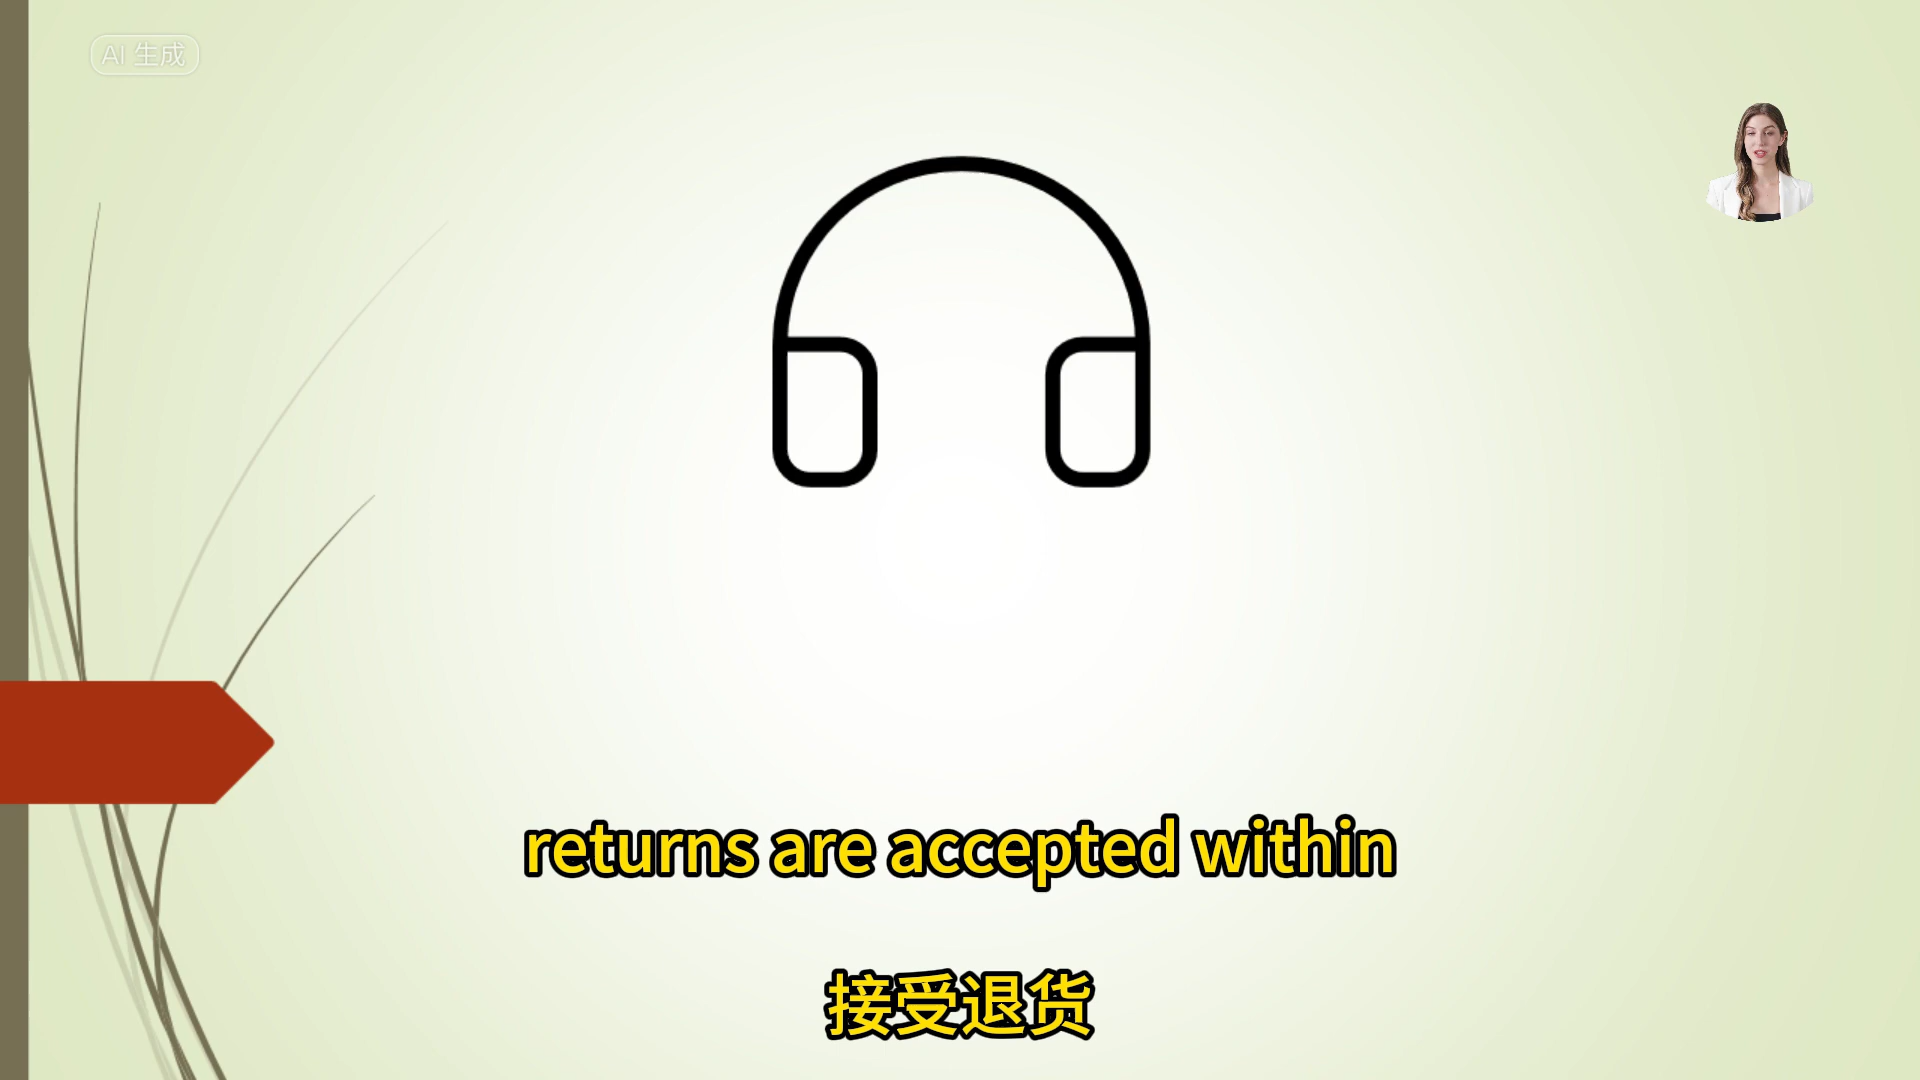 AI 生成
returns are accepted within
接受退货